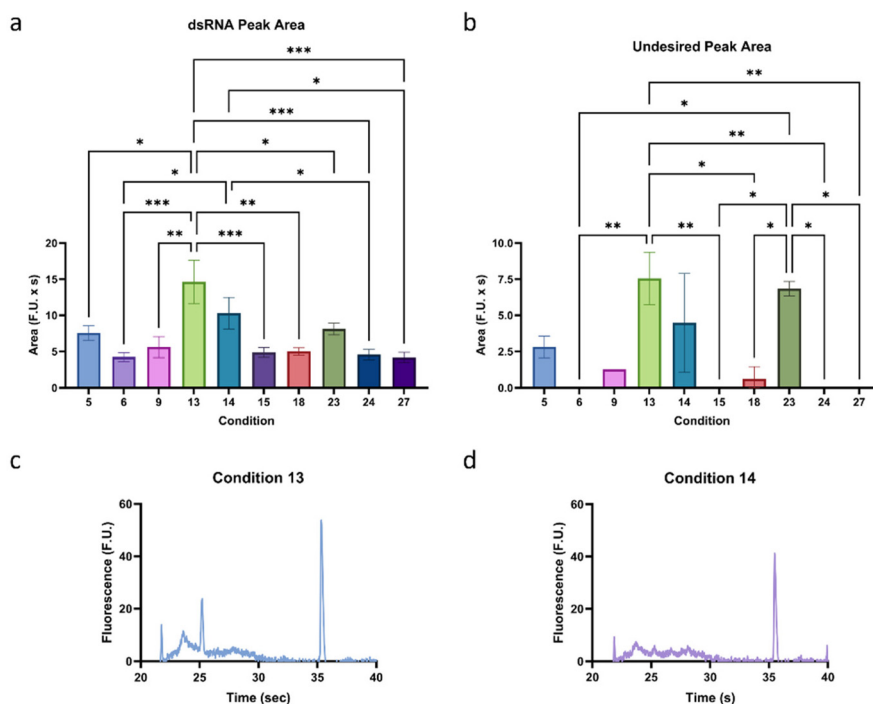 a
dsRNA Peak Area
***
*
***
*
*
*
*
***
**
**
***
20
15
10
5
0
Area (F.U. x s)
5 6 9 13 14 15 18 23 24 27
Condition
b
Undesired Peak Area
**
*
**
*
*
*
**
**
*
*
10.0
7.5
5.0
2.5
0.0
Area (F.U. x s)
5 6 9 13 14 15 18 23 24 27
Condition
c
Condition 13
60
40
20
0
Fluorescence (F.U.)
20 25 30 35 40
Time (sec)
d
Condition 14
60
40
20
0
Fluorescence (F.U.)
20 25 30 35 40
Time (s)